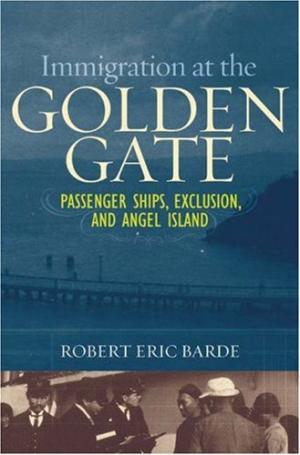 Immigration at the
GOLDEN
GATE
PASSENGER SHIPS, EXCLUSION,
AND ANGEL ISLAND
ROBERT ERIC BARDE